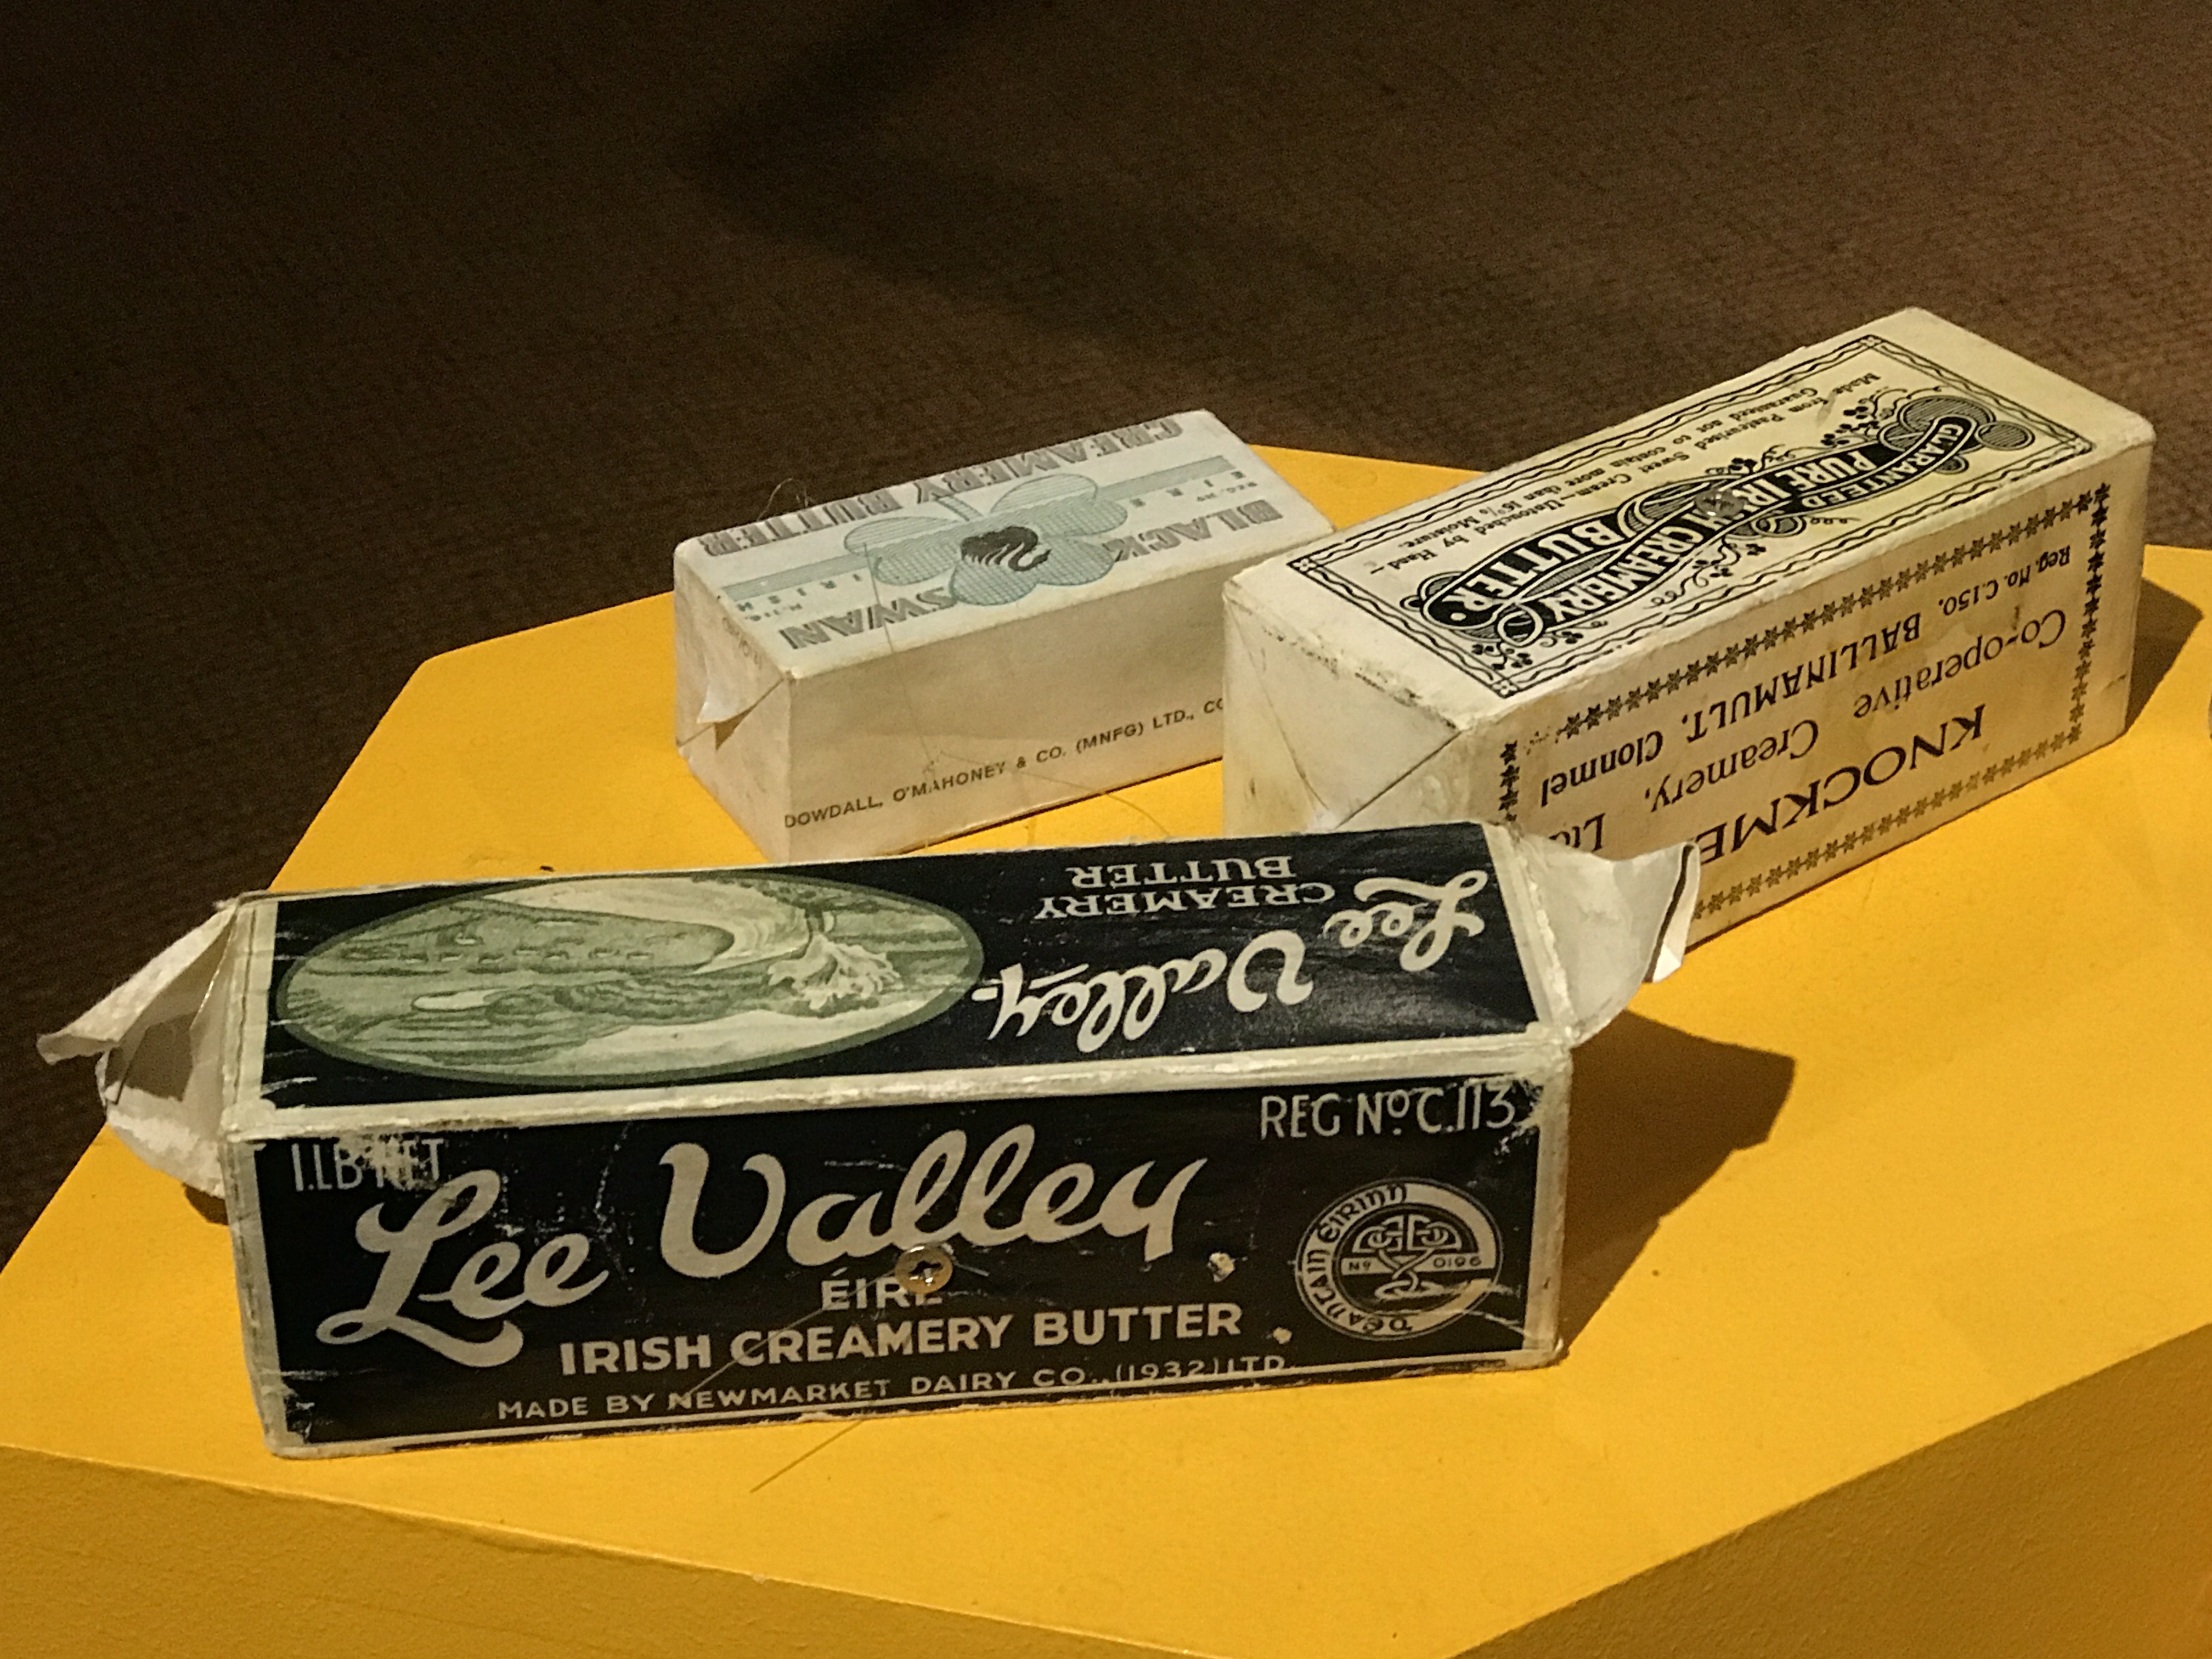 CREAMERY BUTTER
EIRE
IRISH
BLACK SWAN
DOWDALL, O'MAHONEY & CO. (MNFG) LTD., CO
Made from Pasteurised Sweet Cream—Untouched by Hand—
Guaranteed not to contain more than 16% Moisture.
GUARANTEED
PURE IRISH CREAMERY
BUTTER
Reg. No. C.150. BALLINAMULT, Clonmel
Co-operative Creamery, Ltd
KNOCKME
Lee Valley
CREAMERY
BUTTER
1.LB NET
REG No. C.113
Lee Valley
ÉIRE
IRISH CREAMERY BUTTER
MADE BY NEWMARKET DAIRY CO., (1932) LTD.
DÉANTAIN ÉIREANN
No 0196